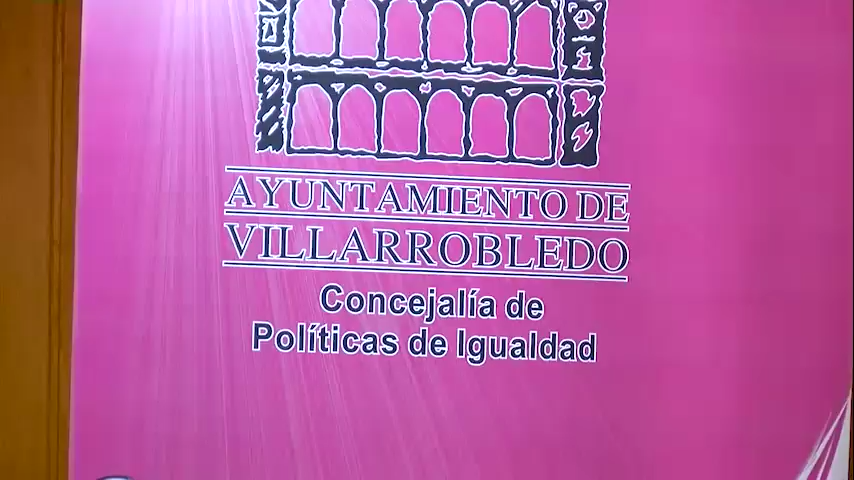 AYUNTAMIENTO DE
VILLARROBLEDO
Concejalía de
Políticas de Igualdad